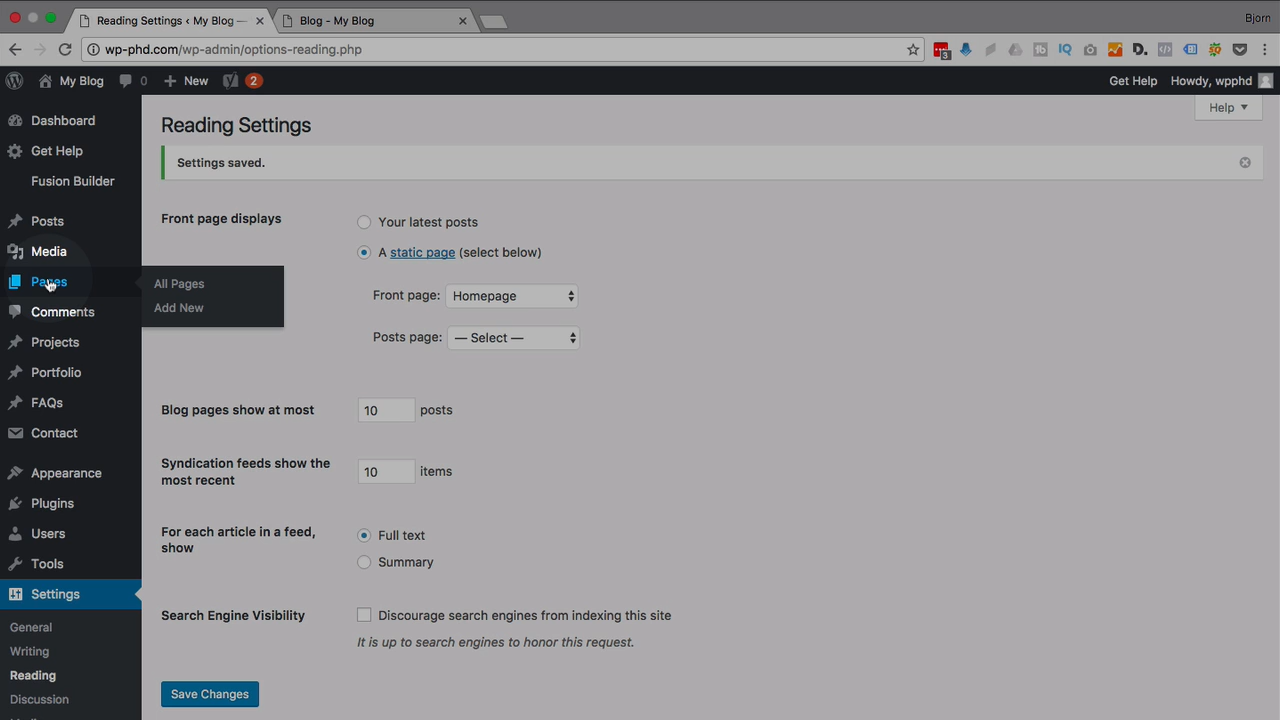 Reading Settings ‹ My Blog —
Blog - My Blog
Bjorn
wp-phd.com/wp-admin/options-reading.php
3
D.
My Blog
0
New
2
Get Help
Howdy, wpphd
Help
Dashboard
Get Help
Fusion Builder
Posts
Media
Pages
All Pages
Add New
Comments
Projects
Portfolio
FAQs
Contact
Appearance
Plugins
Users
Tools
Settings
General
Writing
Reading
Discussion
Reading Settings
Settings saved.
Front page displays
Your latest posts
A static page (select below)
Front page: Homepage
Posts page: — Select —
Blog pages show at most 10 posts
Syndication feeds show the
most recent
10 items
For each article in a feed,
show
Full text
Summary
Search Engine Visibility
Discourage search engines from indexing this site
It is up to search engines to honor this request.
Save Changes